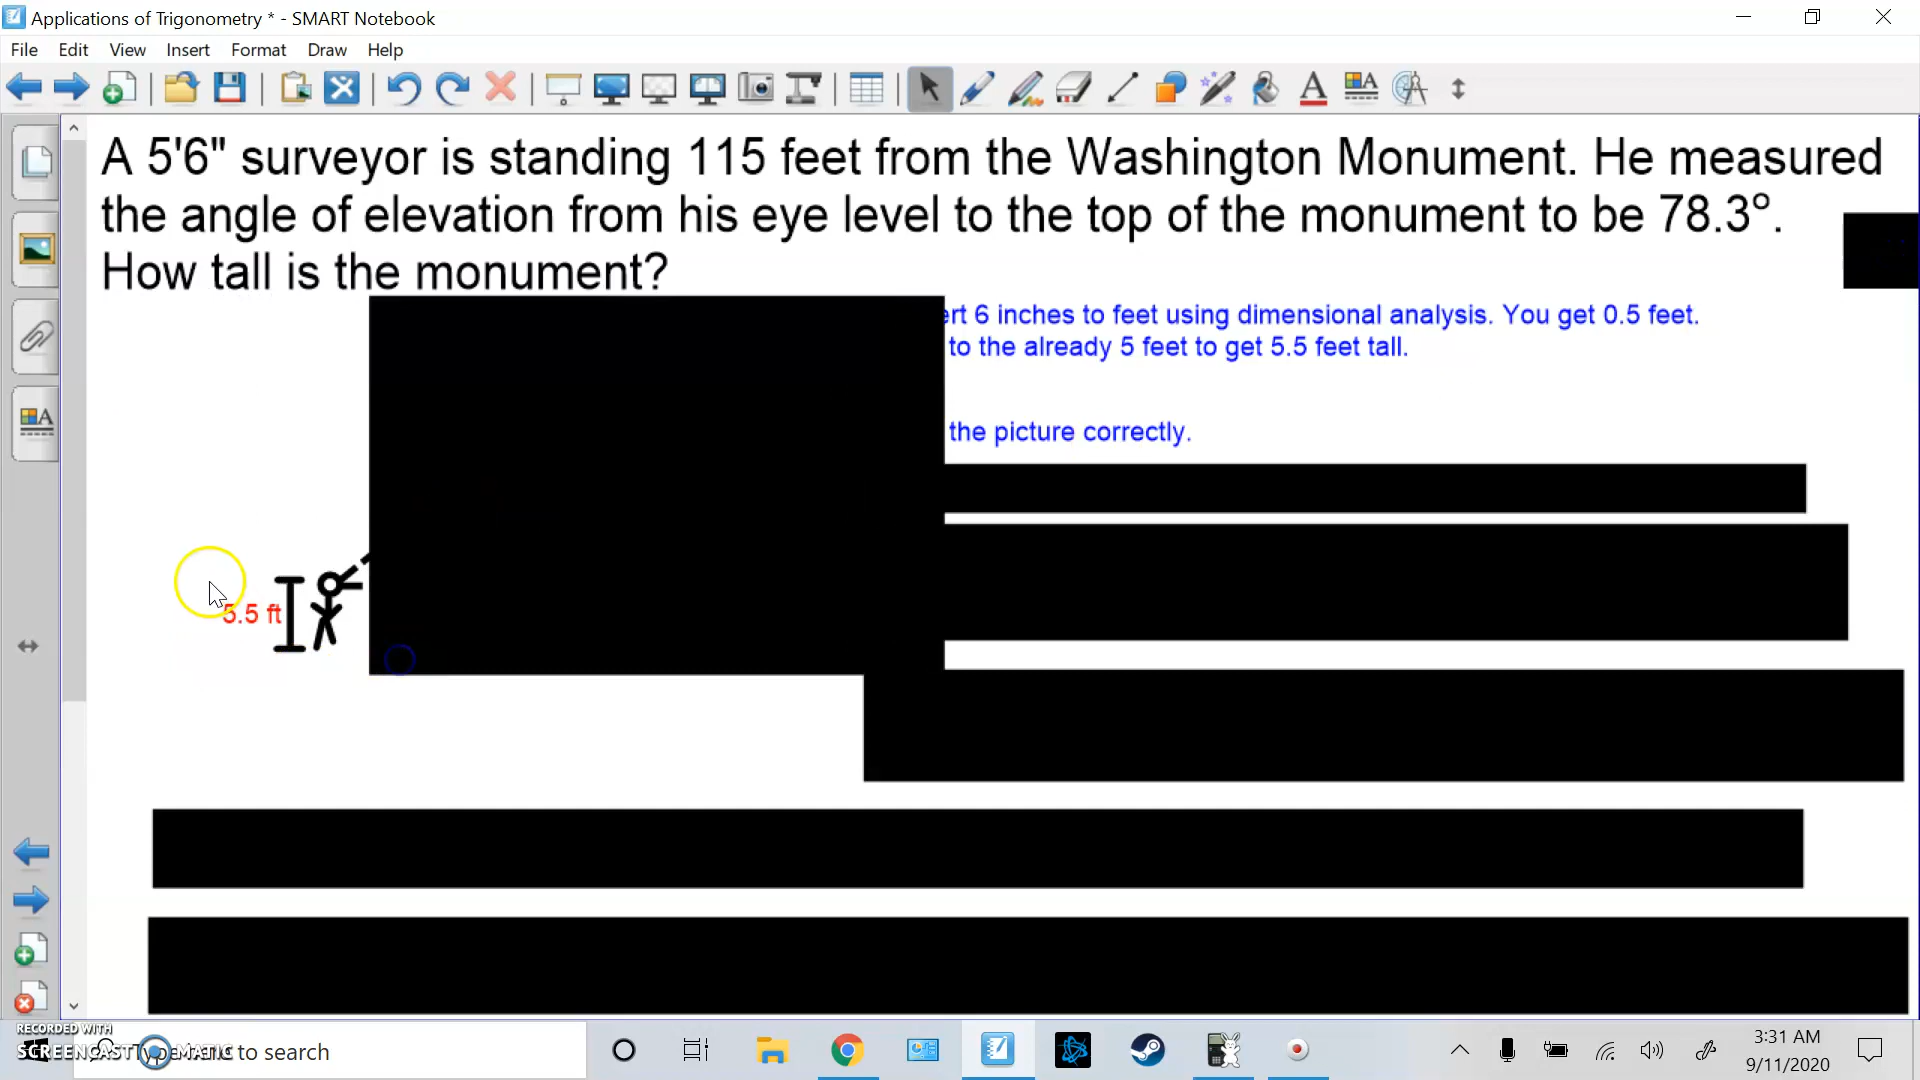 Applications of Trigonometry * - SMART Notebook
File Edit View Insert Format Draw Help
A 5'6" surveyor is standing 115 feet from the Washington Monument. He measured
the angle of elevation from his eye level to the top of the monument to be 78.3º.
How tall is the monument?
ert 6 inches to feet using dimensional analysis. You get 0.5 feet.
to the already 5 feet to get 5.5 feet tall.
the picture correctly.
5.5 ft
RECORDED WITH
SCREENCAST MATIC
to search
3:31 AM
9/11/2020